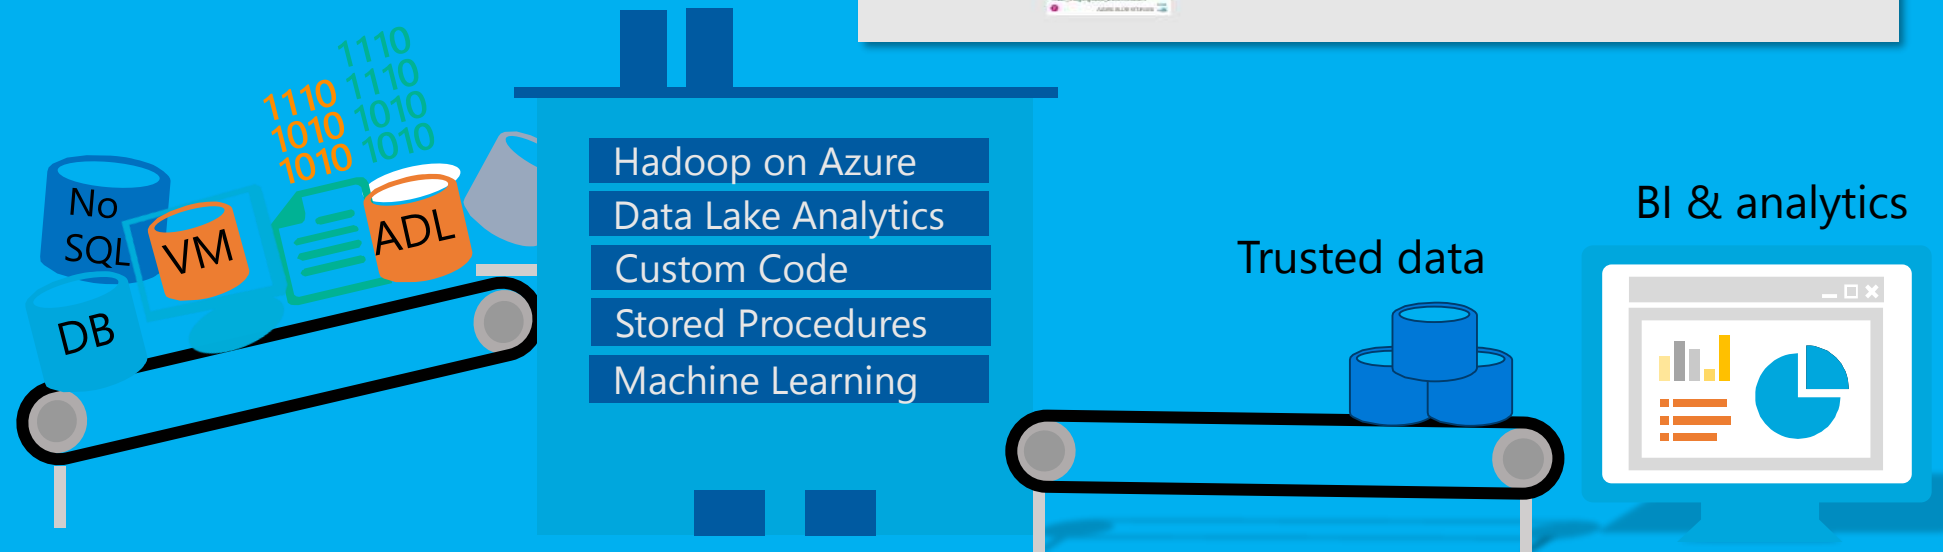 1110
1110
1010
1010
1110
1010
1010
No
SQL
VM
ADL
DB
Hadoop on Azure
Data Lake Analytics
Custom Code
Stored Procedures
Machine Learning
Trusted data
BI & analytics